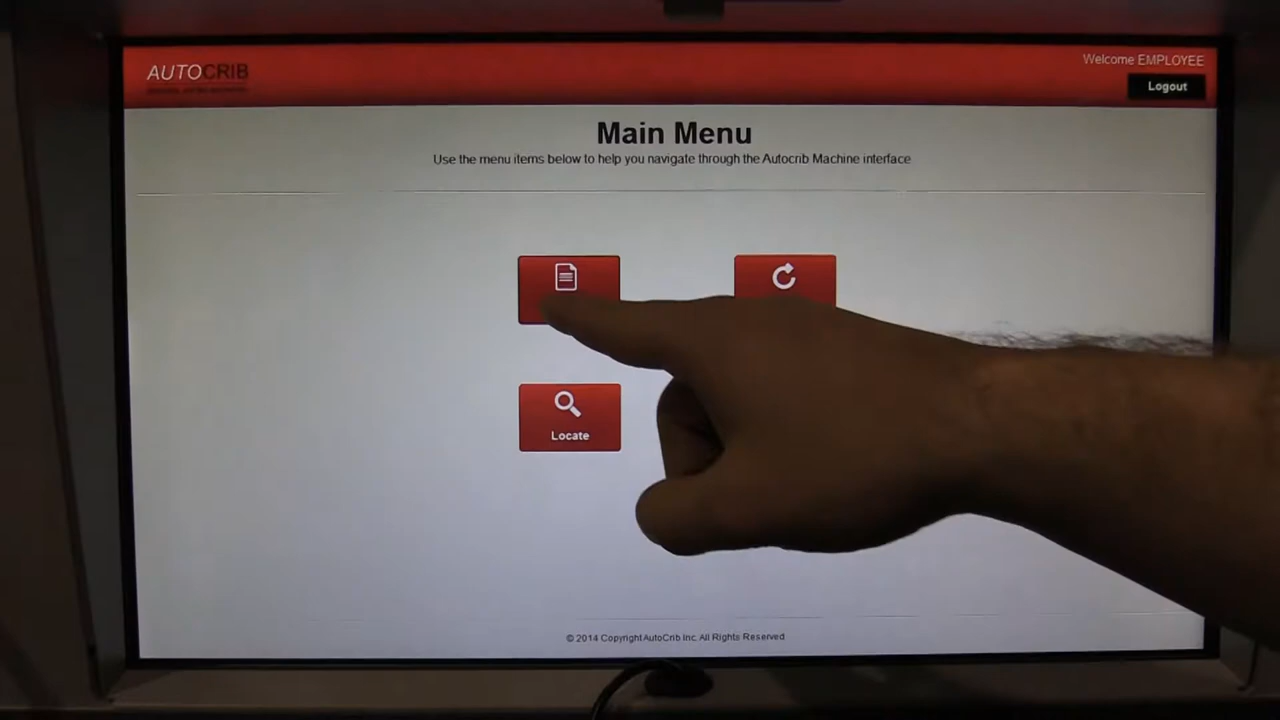 AUTOCRIB
Welcome EMPLOYEE
Logout
Main Menu
Use the menu items below to help you navigate through the Autocrib Machine interface
Locate
© 2014 Copyright AutoCrib Inc. All Rights Reserved